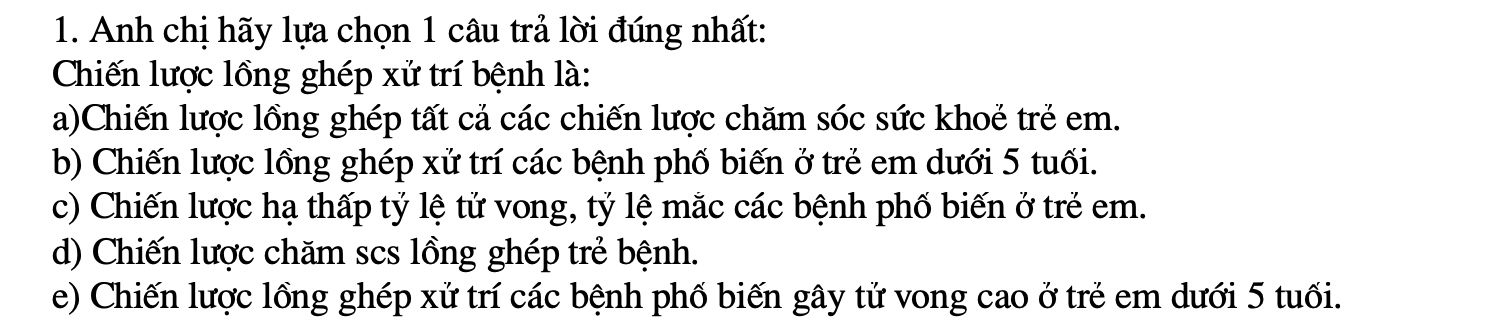 1. Anh chị hãy lựa chọn 1 câu trả lời đúng nhất:
Chiến lược lồng ghép xử trí bệnh là:
a)Chiến lược lồng ghép tất cả các chiến lược chăm sóc sức khoẻ trẻ em.
b) Chiến lược lồng ghép xử trí các bệnh phổ biến ở trẻ em dưới 5 tuổi.
c) Chiến lược hạ thấp tỷ lệ tử vong, tỷ lệ mắc các bệnh phổ biến ở trẻ em.
d) Chiến lược chăm scs lồng ghép trẻ bệnh.
e) Chiến lược lồng ghép xử trí các bệnh phổ biến gây tử vong cao ở trẻ em dưới 5 tuổi.